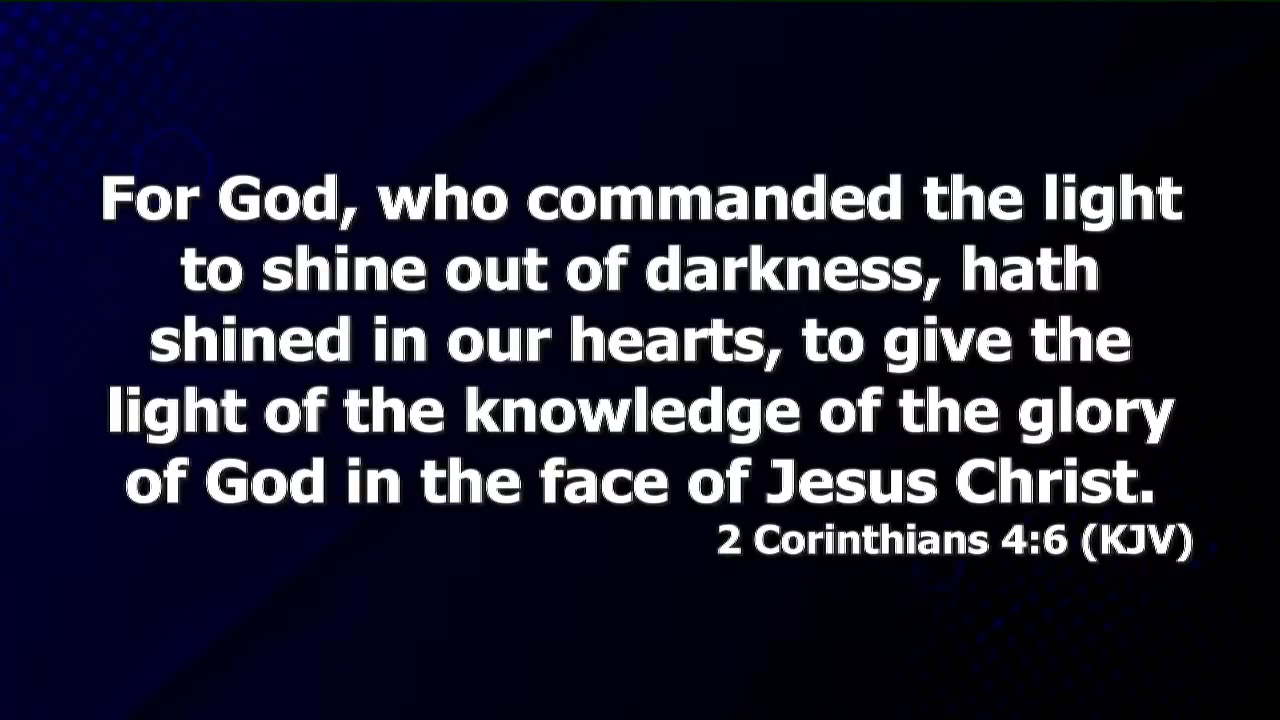 For God, who commanded the light
to shine out of darkness, hath
shined in our hearts, to give the
light of the knowledge of the glory
of God in the face of Jesus Christ.
2 Corinthians 4:6 (KJV)